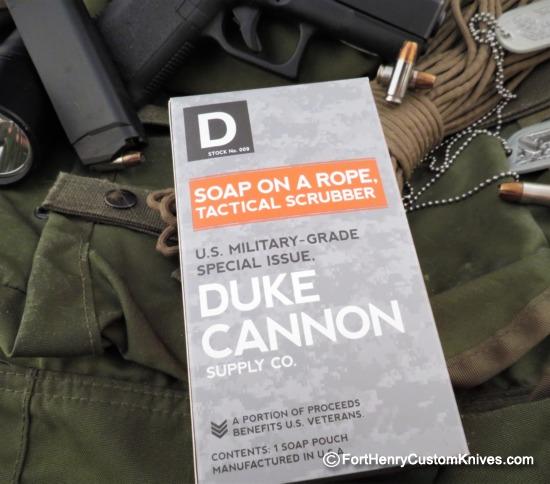 D
STOCK No. 009
SOAP ON A ROPE,
TACTICAL SCRUBBER
U.S. MILITARY-GRADE
SPECIAL ISSUE.
DUKE
CANNON
SUPPLY CO.
A PORTION OF PROCEEDS
BENEFITS U.S. VETERANS.
CONTENTS: 1 SOAP POUCH
MANUFACTURED IN U.S.A.
©FortHenryCustomKnives.com